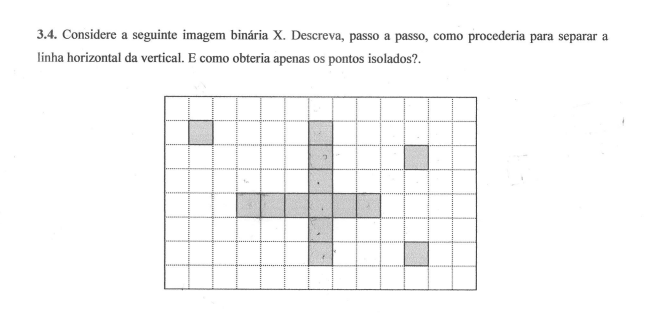 3.4. Considere a seguinte imagem binária X. Descreva, passo a passo, como procederia para separar a
linha horizontal da vertical. E como obteria apenas os pontos isolados?.